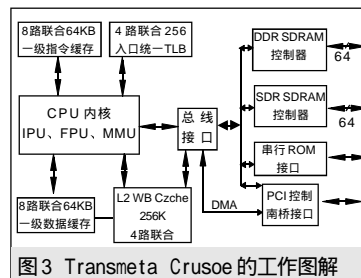 8路联合64KB
一级指令缓存
4路联合256
入口统一TLB
DDR SDRAM
控制器
64
CPU内核
IPU、FPU、MMU
总线
接口
SDR SDRAM
控制器
64
串行ROM
接口
8路联合64KB
一级数据缓存
L2 WB Czche
256K
4路联合
DMA
PCI控制
南桥接口
图3 Transmeta Crusoe的工作图解